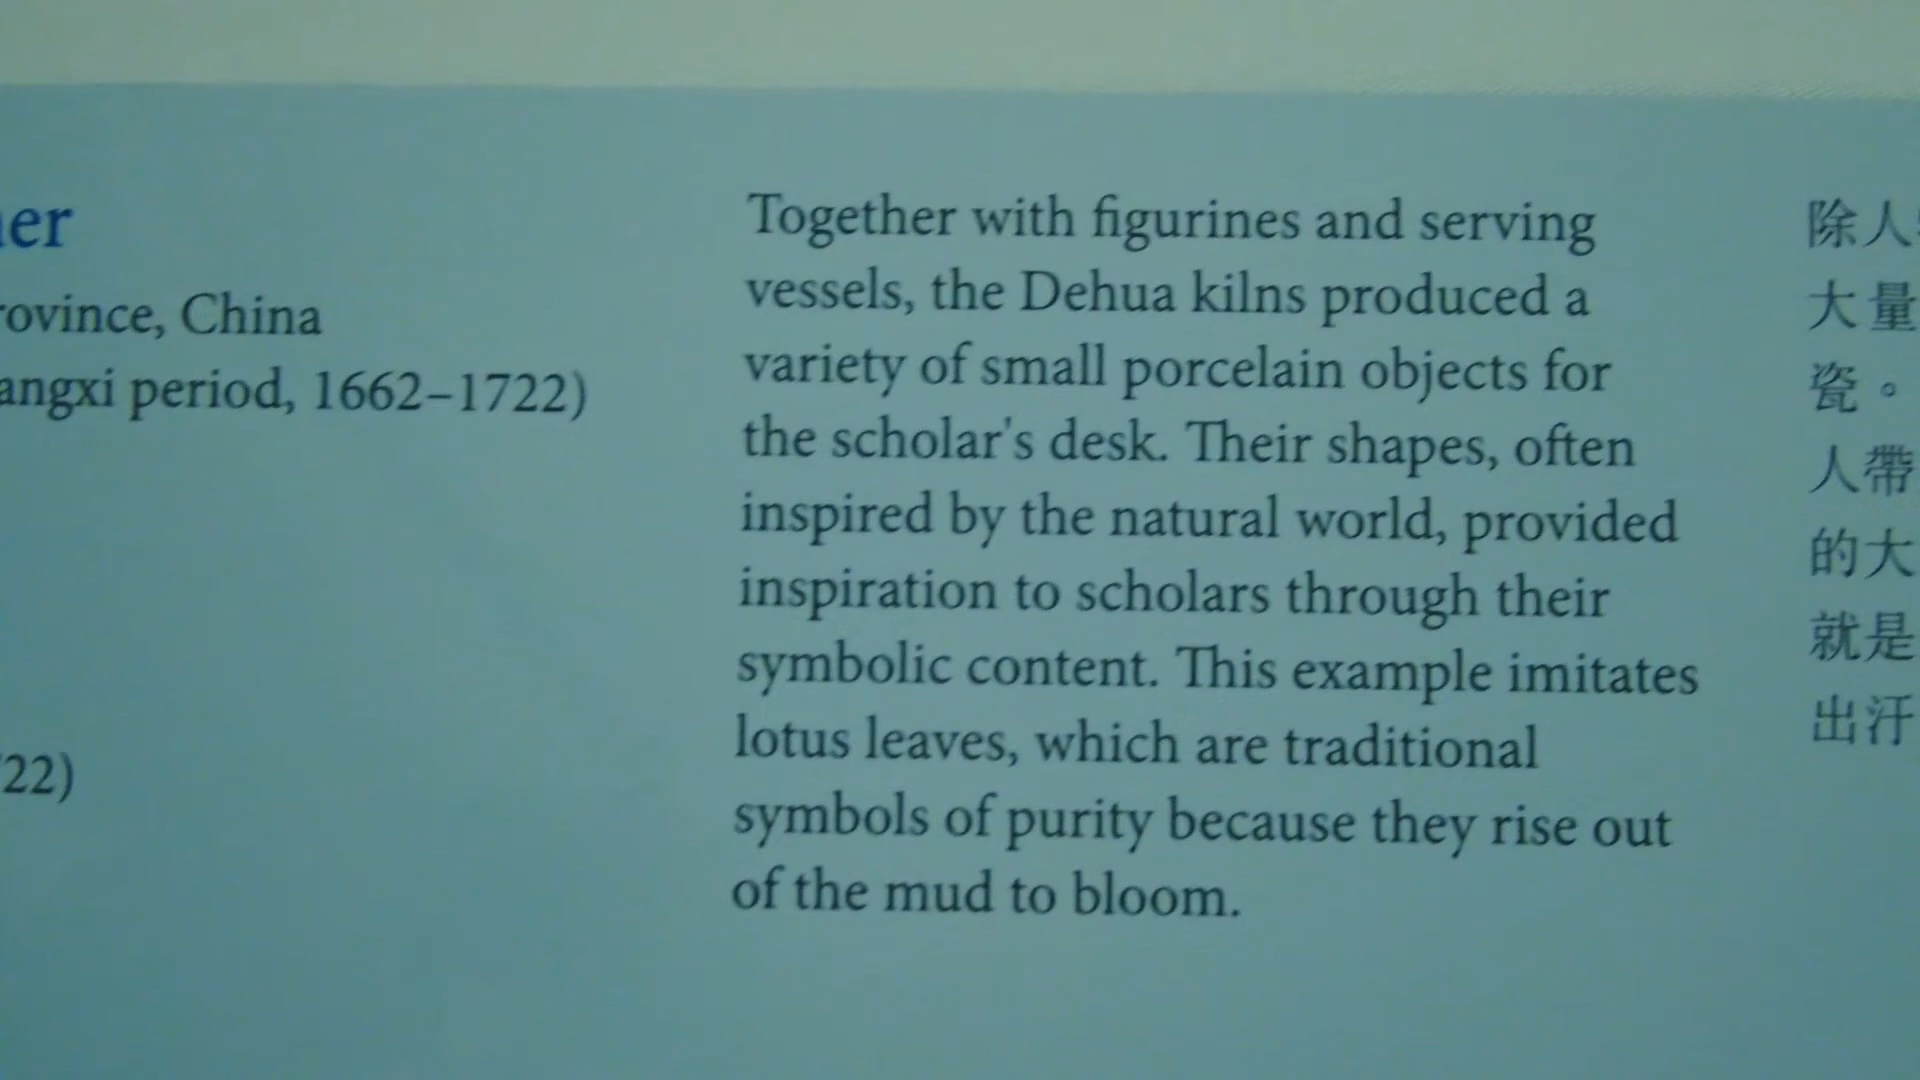 er
ovince, China
angxi period, 1662–1722)
22)
Together with figurines and serving
vessels, the Dehua kilns produced a
variety of small porcelain objects for
the scholar's desk. Their shapes, often
inspired by the natural world, provided
inspiration to scholars through their
symbolic content. This example imitates
lotus leaves, which are traditional
symbols of purity because they rise out
of the mud to bloom.
除人
大量
瓷。
人帶
的大
就是
出汙